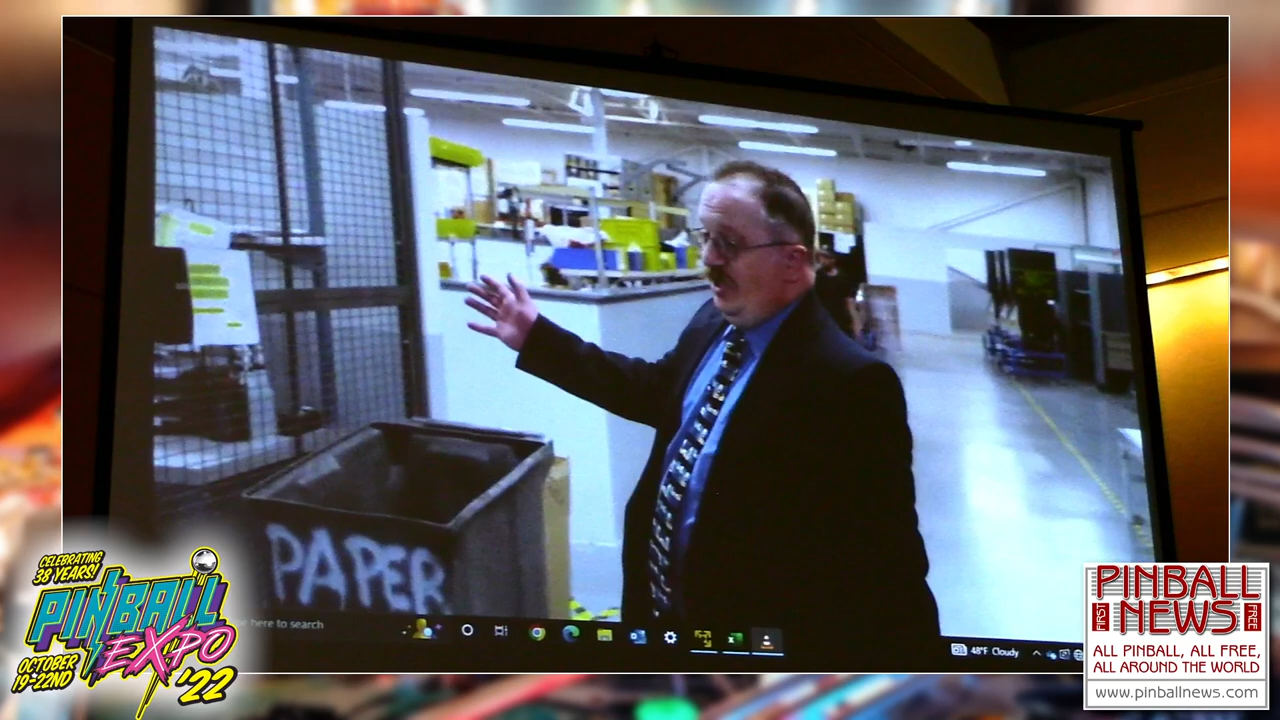 PAPER
pe here to search
48°F Cloudy
CELEBRATING
38 YEARS!
PINBALL
EXPO
OCTOBER
19-22ND
'22
PINBALL
FIRST NEWS FREE
ALL PINBALL, ALL FREE,
ALL AROUND THE WORLD
www.pinballnews.com